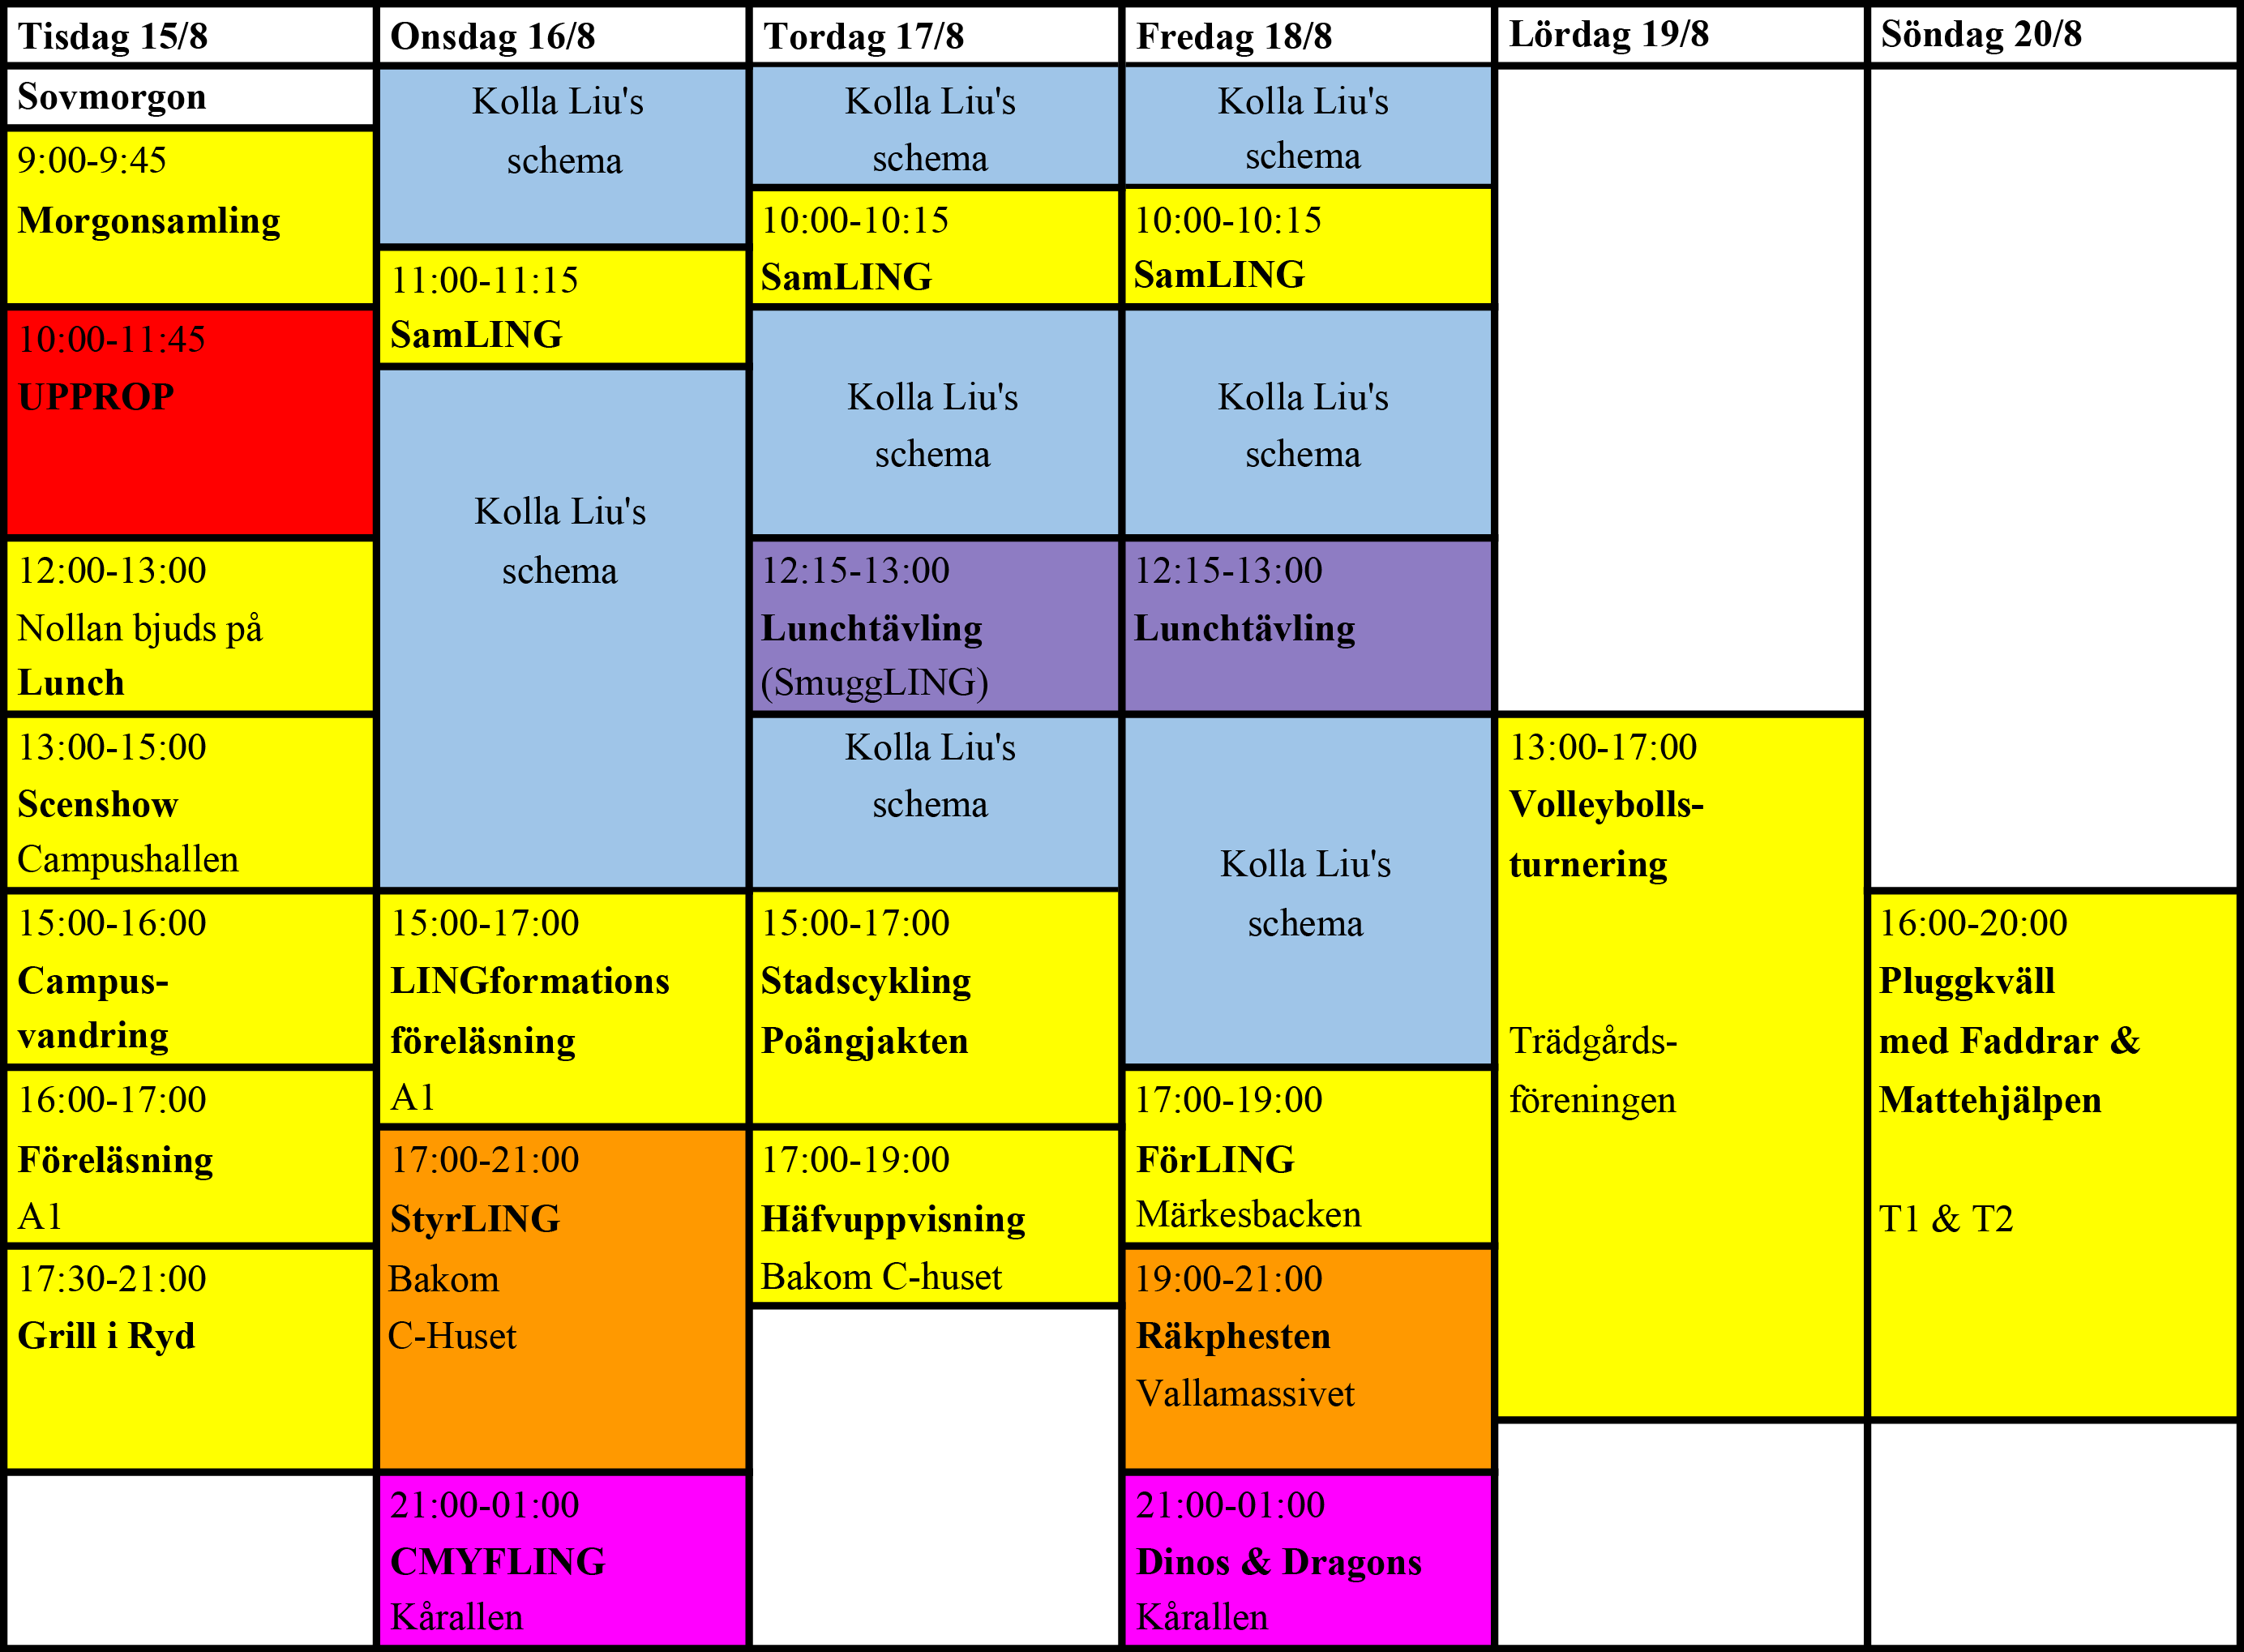 Tisdag 15/8
Sovmorgon
9:00-9:45
Morgonsamling
10:00-11:45
UPPROP
12:00-13:00
Nollan bjuds på
Lunch
13:00-15:00
Scenshow
Campushallen
15:00-16:00
Campus-
vandring
16:00-17:00
Föreläsning
A1
17:30-21:00
Grill i Ryd
Onsdag 16/8
Kolla Liu's
schema
11:00-11:15
SamLING
Kolla Liu's
schema
15:00-17:00
LINGformations
föreläsning
A1
17:00-21:00
StyrLING
Bakom
C-Huset
21:00-01:00
CMYFLING
Kårallen
Tordag 17/8
Kolla Liu's
schema
10:00-10:15
SamLING
Kolla Liu's
schema
12:15-13:00
Lunchtävling
(SmuggLING)
Kolla Liu's
schema
15:00-17:00
Stadscykling
Poängjakten
17:00-19:00
Häfvuppvisning
Bakom C-huset
Fredag 18/8
Kolla Liu's
schema
10:00-10:15
SamLING
Kolla Liu's
schema
12:15-13:00
Lunchtävling
Kolla Liu's
schema
17:00-19:00
FörLING
Märkesbacken
19:00-21:00
Räkphesten
Vallamassivet
21:00-01:00
Dinos & Dragons
Kårallen
Lördag 19/8
13:00-17:00
Volleybolls-
turnering
Trädgårds-
föreningen
Söndag 20/8
16:00-20:00
Pluggkväll
med Faddrar &
Mattehjälpen
T1 & T2